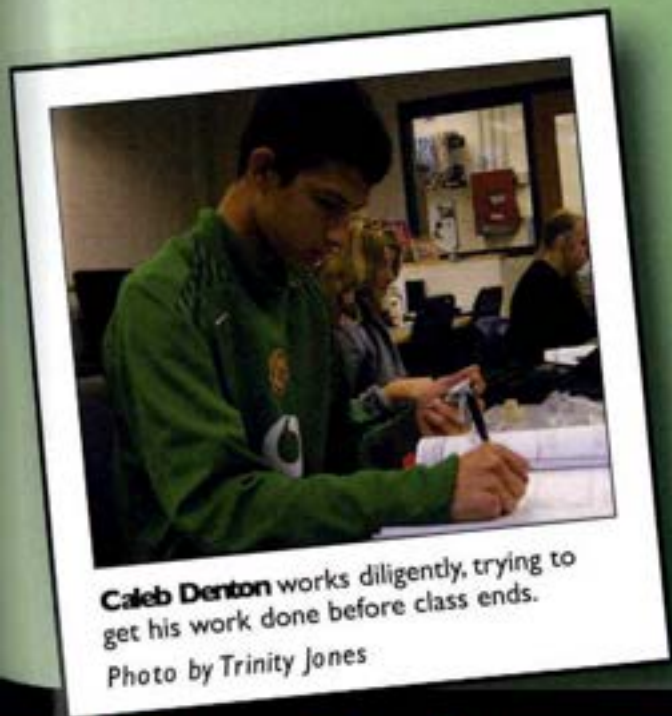 Caleb Denton works diligently, trying to
get his work done before class ends.
Photo by Trinity Jones